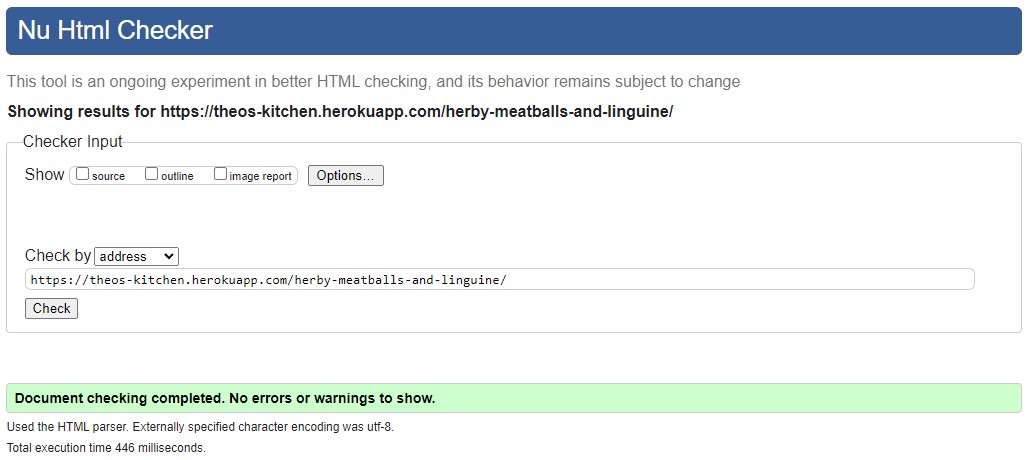 Nu Html Checker
This tool is an ongoing experiment in better HTML checking, and its behavior remains subject to change
Showing results for https://theos-kitchen.herokuapp.com/herby-meatballs-and-linguine/
Checker Input
Show source outline image report Options...
Check by address
https://theos-kitchen.herokuapp.com/herby-meatballs-and-linguine/
Check
Document checking completed. No errors or warnings to show.
Used the HTML parser. Externally specified character encoding was utf-8.
Total execution time 446 milliseconds.